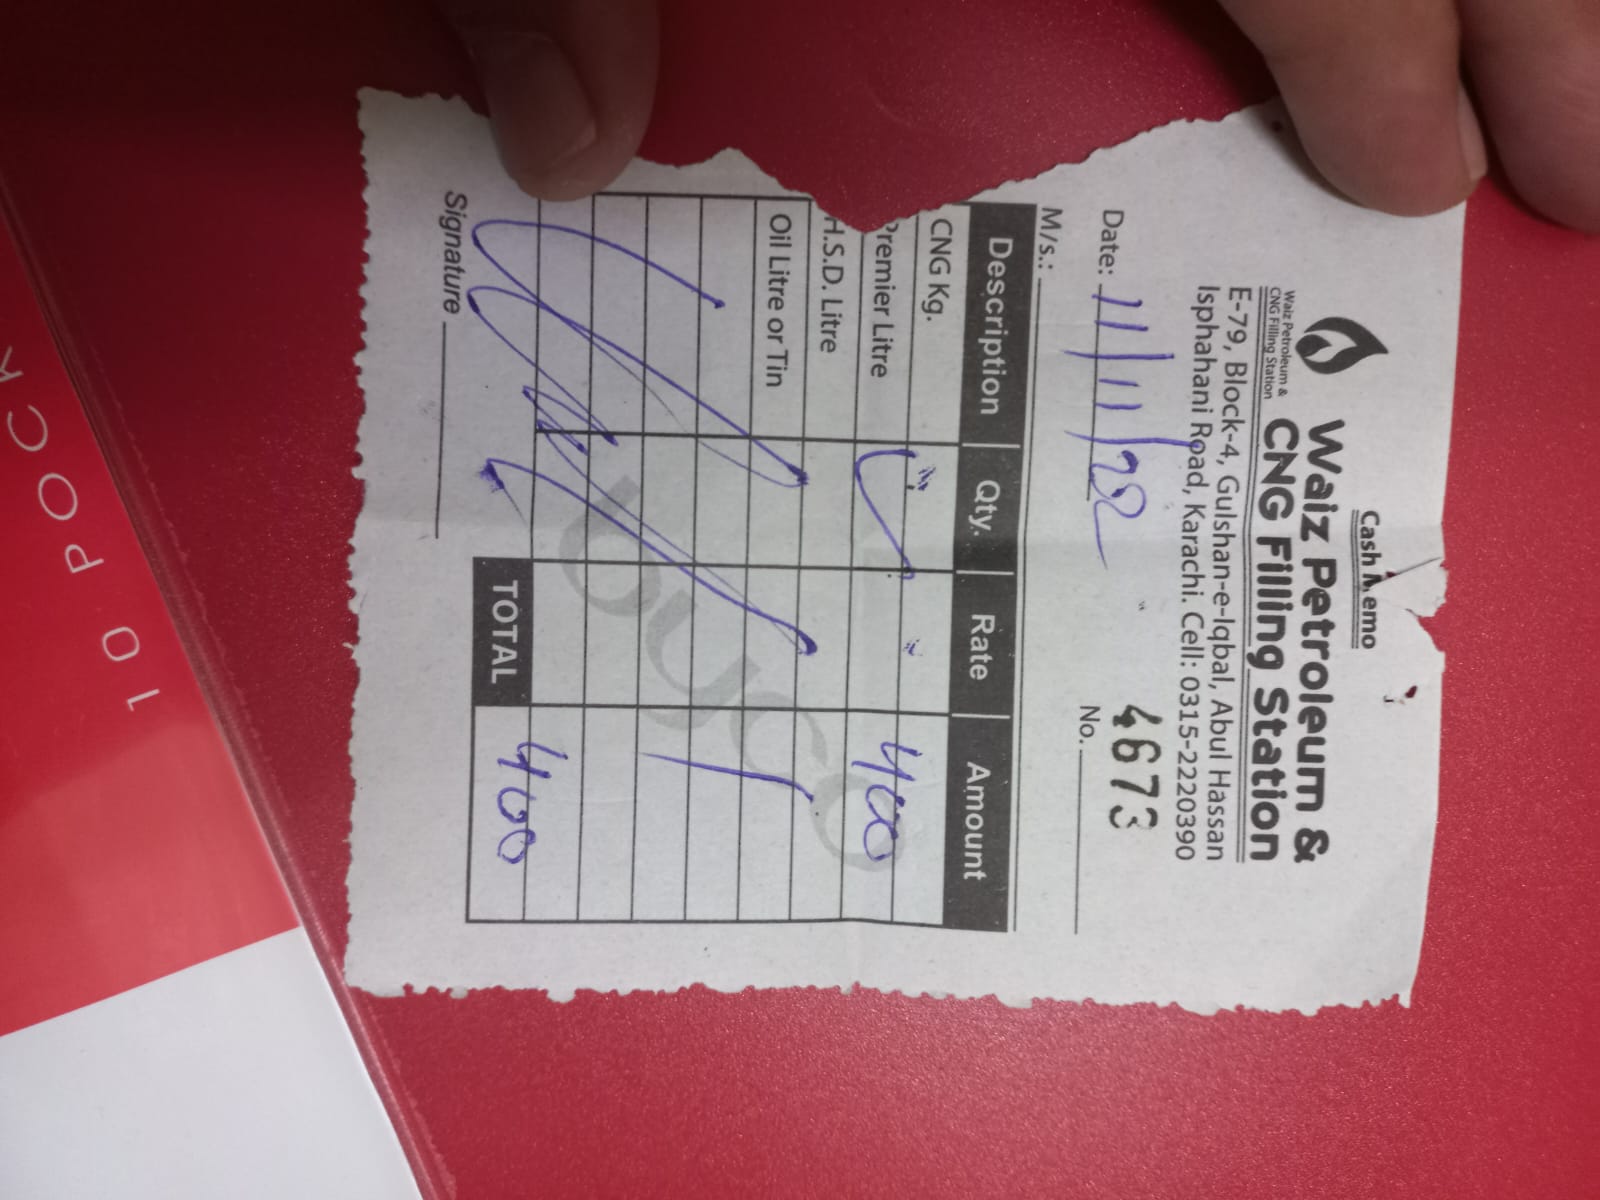 Cash Memo
Waiz Petroleum &
CNG Filling Station
Waiz Petroleum &
CNG Filling Station
E-79, Block-4, Gulshan-e-Iqbal, Abul Hassan
Isphahani Road, Karachi. Cell: 0315-2220390
4673
Date: 11/11/22 No.
M/s.:
Description Qty. Rate Amount
CNG Kg.
Premier Litre 400
H.S.D. Litre
Oil Litre or Tin
byco
TOTAL 400
Signature
10 POCK